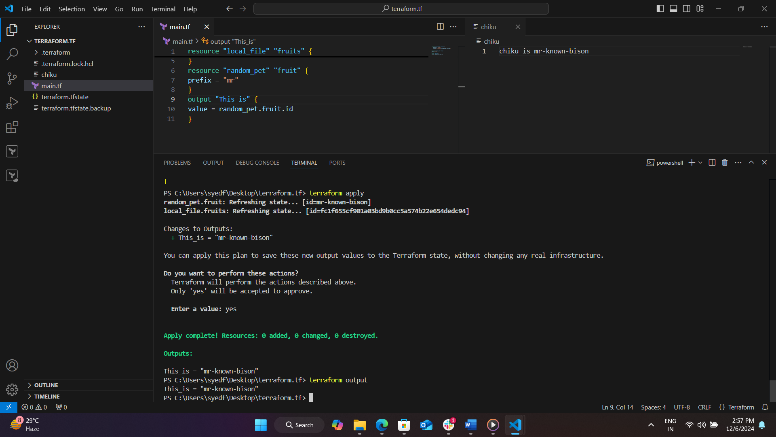 File Edit Selection View Go Run Terminal Help
terraform.tf
EXPLORER
TERRAFORM.TF
.terraform
.terraform.lock.hcl
chiku
main.tf
terraform.tfstate
terraform.tfstate.backup
OUTLINE
TIMELINE
main.tf
main.tf > output "This_is"
1 resource "local_file" "fruits" {
5 }
6 resource "random_pet" "fruit" {
7 prefix = "mr"
8 }
9 output "This_is" {
10 value = random_pet.fruit.id
11 }
chiku
chiku
1 chiku is mr-known-bison
PROBLEMS OUTPUT DEBUG CONSOLE TERMINAL PORTS
powershell
PS C:\Users\syedf\Desktop\terraform.tf> terraform apply
random_pet.fruit: Refreshing state... [id=mr-known-bison]
local_file.fruits: Refreshing state...
Changes to Outputs:
+ This_is = "mr-known-bison"
You can apply this plan to save these new output values to the Terraform state, without changing any real infrastructure.
Do you want to perform these actions?
Terraform will perform the actions described above.
Only 'yes' will be accepted to approve.
Enter a value: yes
Apply complete! Resources: 0 added, 0 changed, 0 destroyed.
Outputs:
This_is = "mr-known-bison"
PS C:\Users\syedf\Desktop\terraform.tf> terraform output
This_is = "mr-known-bison"
PS C:\Users\syedf\Desktop\terraform.tf>
0 0 0
Ln 9, Col 14 Spaces: 4 UTF-8 CRLF {} Terraform
25°C
Haze
Search
ENG
IN
2:57 PM
12/6/2024